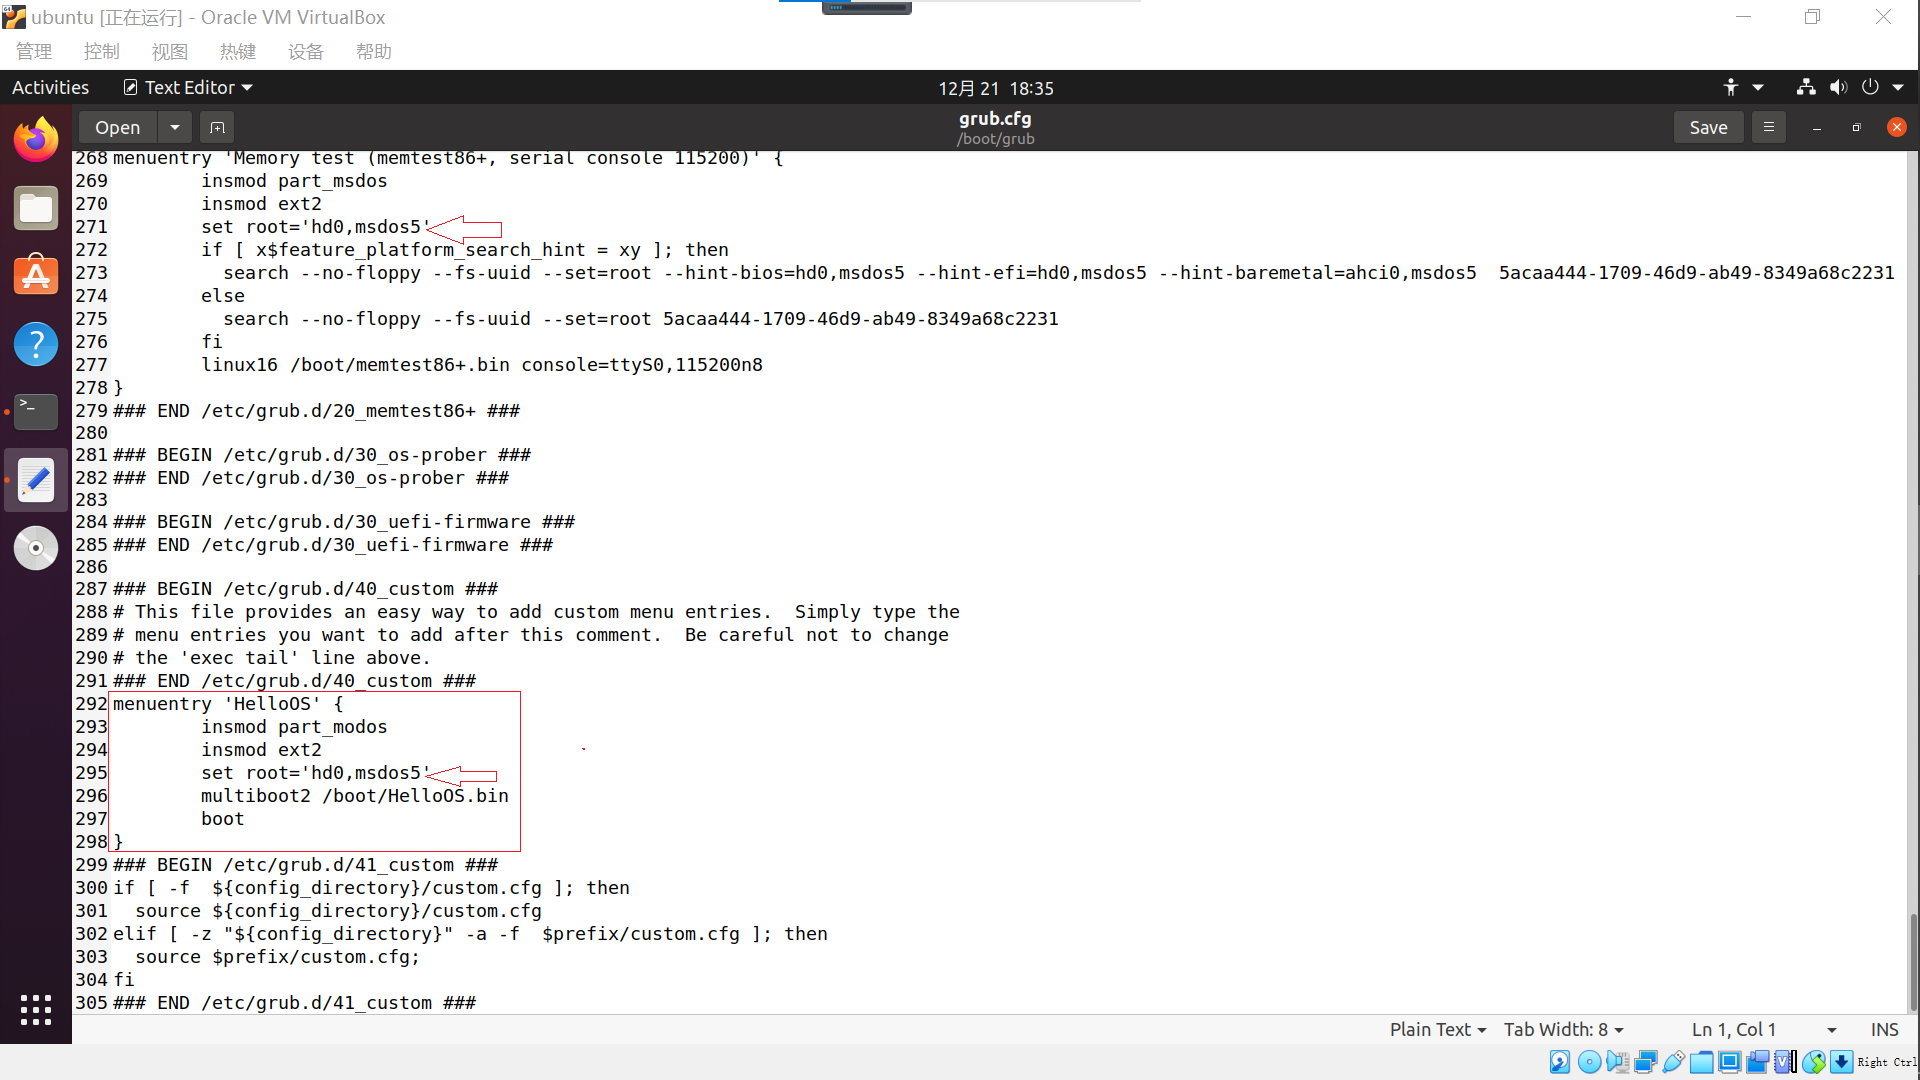 ubuntu [正在运行] - Oracle VM VirtualBox
管理 控制 视图 热键 设备 帮助
Activities Text Editor 12月 21 18:35
Open grub.cfg Save
/boot/grub
268 menuentry 'Memory test (memtest86+, serial console 115200)' {
269         insmod part_msdos
270         insmod ext2
271         set root='hd0,msdos5'
272         if [ x$feature_platform_search_hint = xy ]; then
273           search --no-floppy --fs-uuid --set=root --hint-bios=hd0,msdos5 --hint-efi=hd0,msdos5 --hint-baremetal=ahci0,msdos5  5acaa444-1709-46d9-ab49-8349a68c2231
274         else
275           search --no-floppy --fs-uuid --set=root 5acaa444-1709-46d9-ab49-8349a68c2231
276         fi
277         linux16 /boot/memtest86+.bin console=ttyS0,115200n8
278 }
279 ### END /etc/grub.d/20_memtest86+ ###
280
281 ### BEGIN /etc/grub.d/30_os-prober ###
282 ### END /etc/grub.d/30_os-prober ###
283
284 ### BEGIN /etc/grub.d/30_uefi-firmware ###
285 ### END /etc/grub.d/30_uefi-firmware ###
286
287 ### BEGIN /etc/grub.d/40_custom ###
288 # This file provides an easy way to add custom menu entries.  Simply type the
289 # menu entries you want to add after this comment.  Be careful not to change
290 # the 'exec tail' line above.
291 ### END /etc/grub.d/40_custom ###
292 menuentry 'HelloOS' {
293         insmod part_modos
294         insmod ext2
295         set root='hd0,msdos5'
296         multiboot2 /boot/HelloOS.bin
297         boot
298 }
299 ### BEGIN /etc/grub.d/41_custom ###
300 if [ -f  ${config_directory}/custom.cfg ]; then
301   source ${config_directory}/custom.cfg
302 elif [ -z "${config_directory}" -a -f  $prefix/custom.cfg ]; then
303   source $prefix/custom.cfg;
304 fi
305 ### END /etc/grub.d/41_custom ###
Plain Text Tab Width: 8 Ln 1, Col 1 INS
Right Ctrl